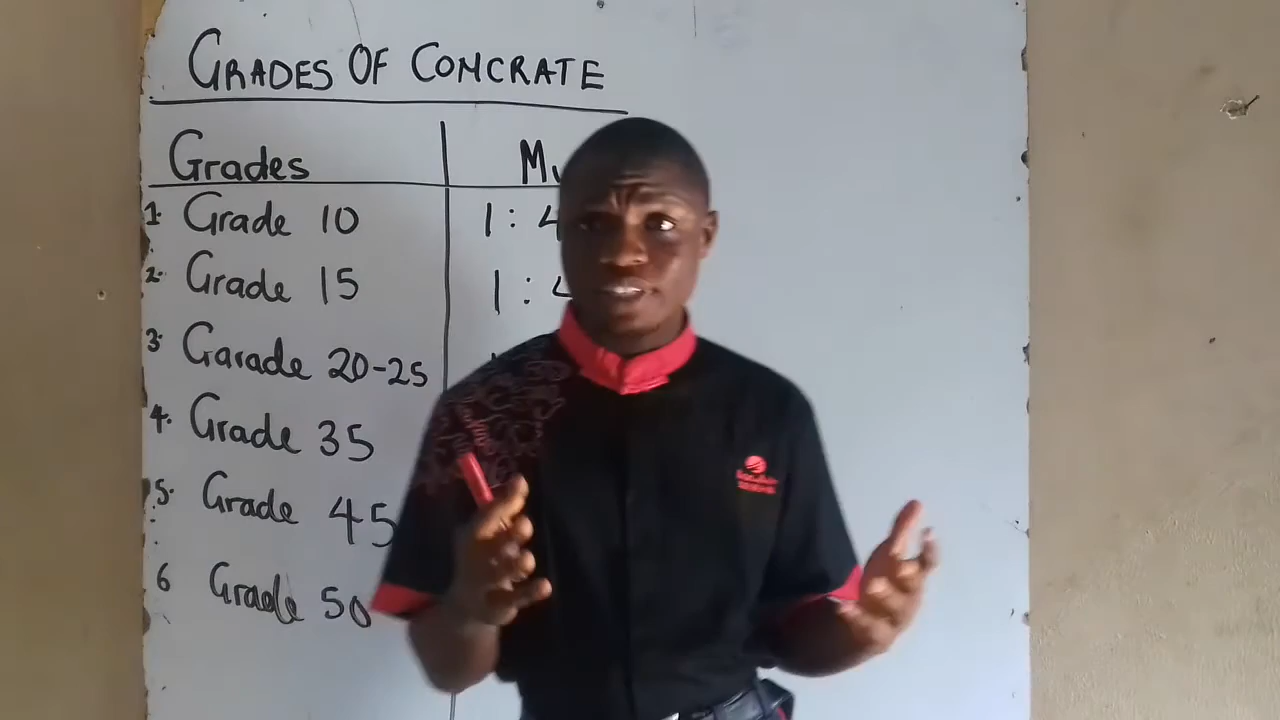 GRADES OF CONCRATE
Grades
1. Grade 10 1:4
2. Grade 15 1:
3. Garade 20-25
4. Grade 35
5. Grade 45
6 Grade 50